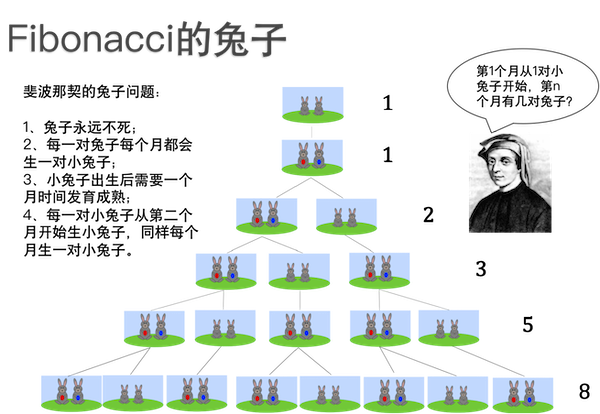 Fibonacci的兔子
斐波那契的兔子问题：
1、兔子永远不死；
2、每一对兔子每个月都会
生一对小兔子；
3、小兔子出生后需要一个
月时间发育成熟；
4、每一对小兔子从第二个
月开始生小兔子，同样每个
月生一对小兔子。
第1个月从1对小
兔子开始，第n
个月有几对兔子？
1
1
2
3
5
8